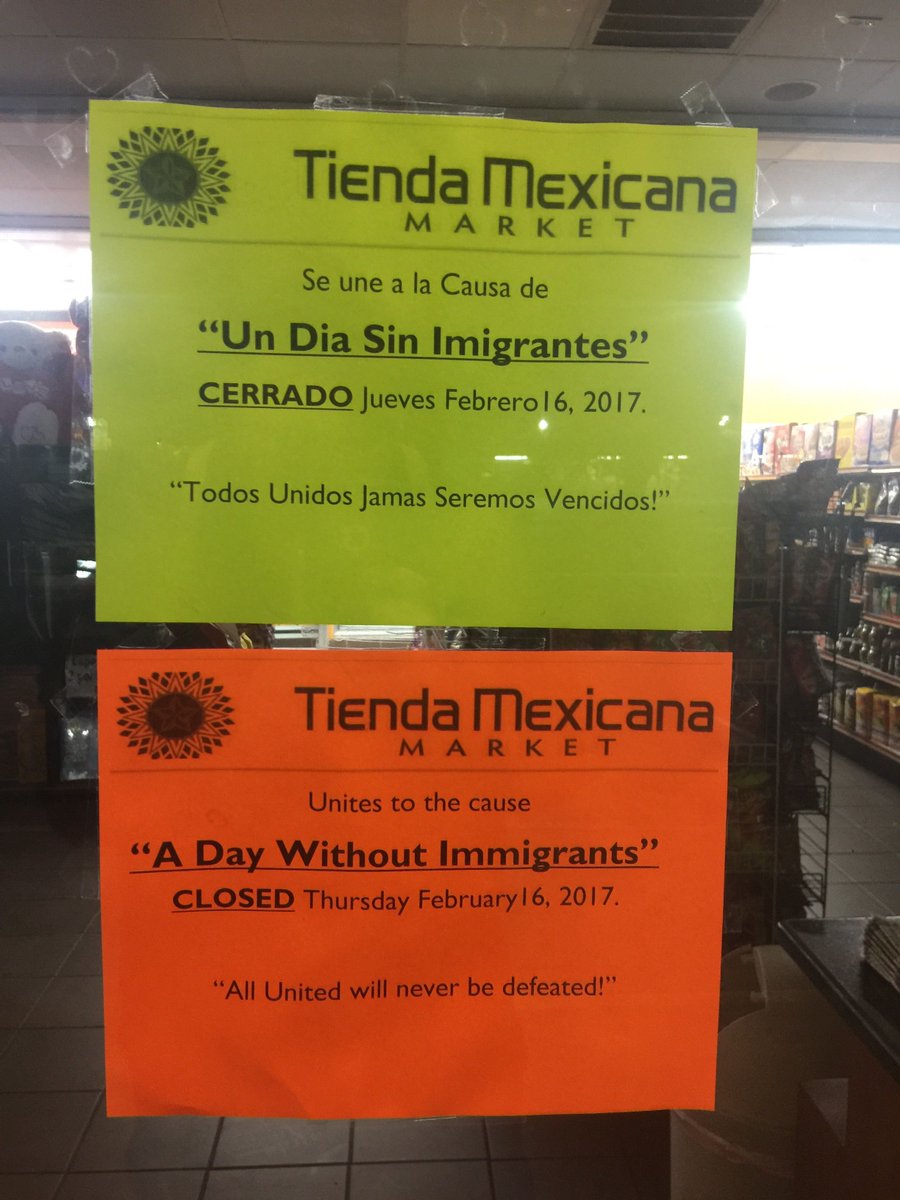 Tienda Mexicana
MARKET
Se une a la Causa de
“Un Dia Sin Imigrantes”
CERRADO Jueves Febrero16, 2017.
“Todos Unidos Jamas Seremos Vencidos!”
Tienda Mexicana
MARKET
Unites to the cause
“A Day Without Immigrants”
CLOSED Thursday February16, 2017.
“All United will never be defeated!”